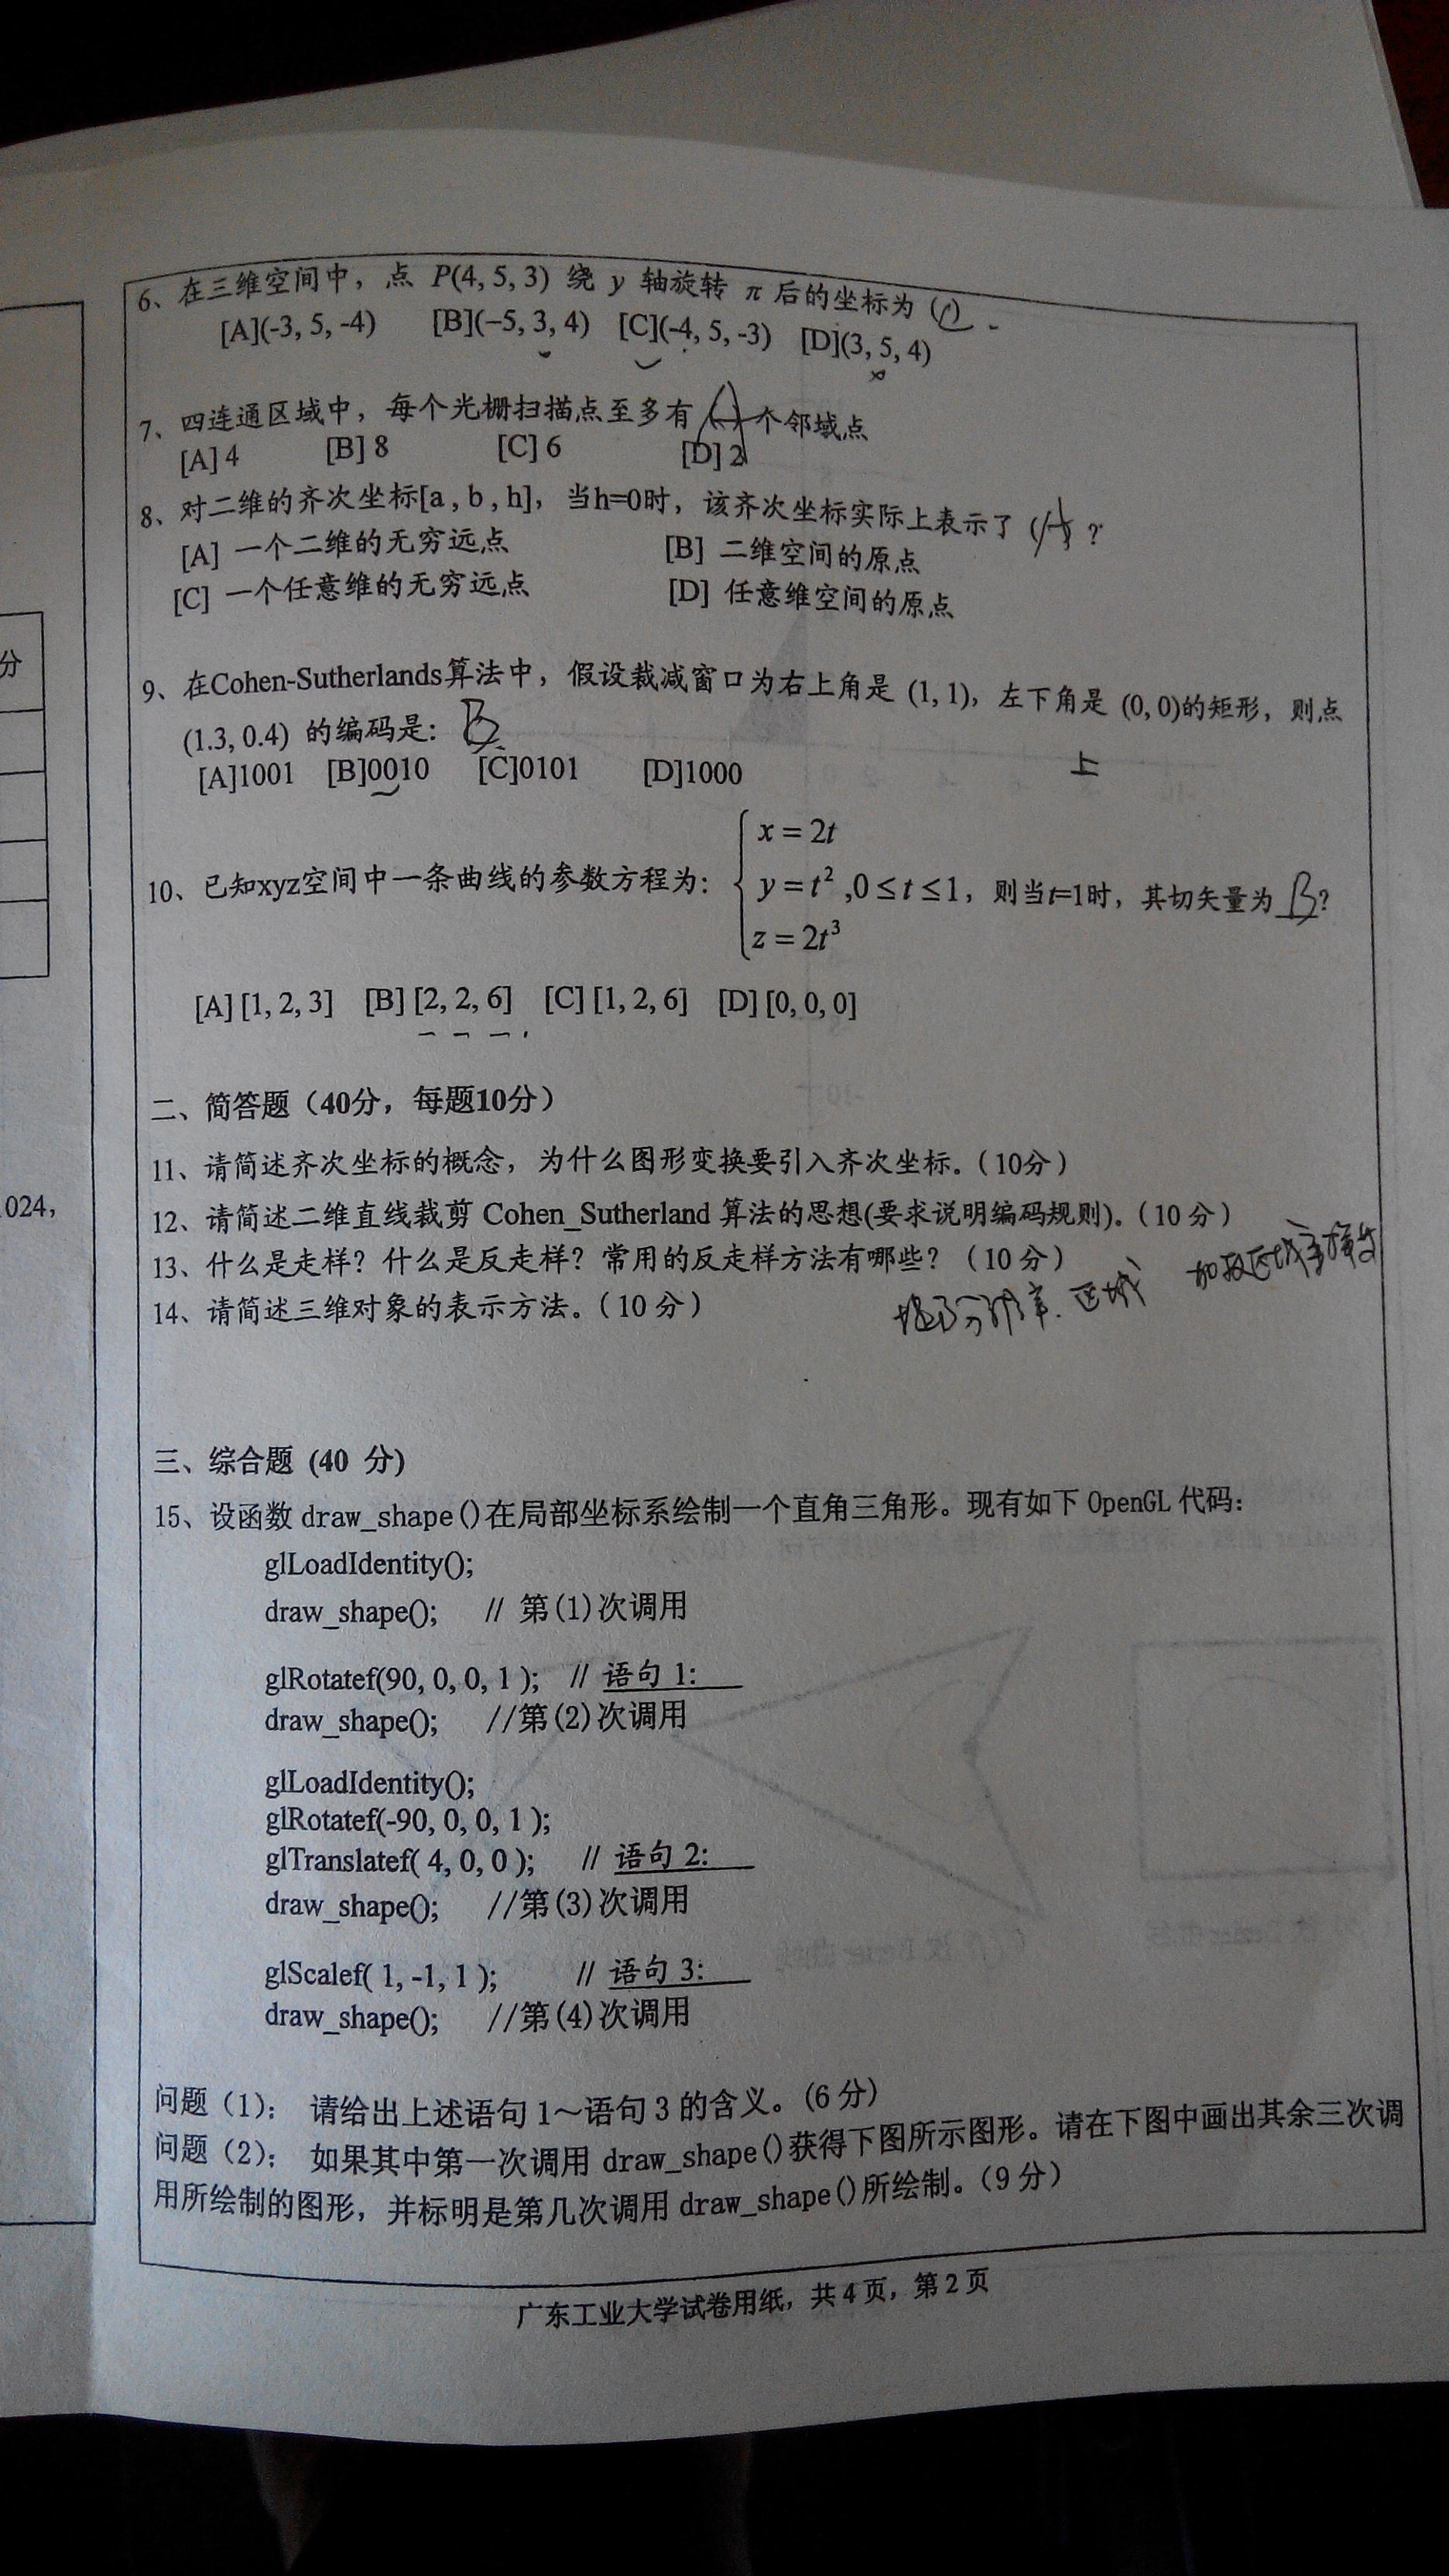 6、在三维空间中，点 P(4, 5, 3) 绕 y 轴旋转 π 后的坐标为 ( )
[A](-3, 5, -4) [B](−5, 3, 4) [C](-4, 5, -3) [D](3, 5, 4)
7、四连通区域中，每个光栅扫描点至多有 (A) 个邻域点
[A] 4 [B] 8 [C] 6 [D] 2
8、对二维的齐次坐标[a , b , h]，当h=0时，该齐次坐标实际上表示了 (A) ?
[A] 一个二维的无穷远点 [B] 二维空间的原点
[C] 一个任意维的无穷远点 [D] 任意维空间的原点
分
9、在Cohen-Sutherlands算法中，假设裁减窗口为右上角是 (1, 1)，左下角是 (0, 0)的矩形，则点
(1.3, 0.4) 的编码是: B
上
[A]1001 [B]0010 [C]0101 [D]1000
x = 2t
10、已知xyz空间中一条曲线的参数方程为: y = t² ,0 ≤ t ≤ 1，则当t=1时，其切矢量为 B ?
z = 2t³
[A] [1, 2, 3] [B] [2, 2, 6] [C] [1, 2, 6] [D] [0, 0, 0]
二、简答题（40分，每题10分）
11、请简述齐次坐标的概念，为什么图形变换要引入齐次坐标。（10分）
024,
12、请简述二维直线裁剪 Cohen_Sutherland 算法的思想(要求说明编码规则)。（10 分）
13、什么是走样？什么是反走样？常用的反走样方法有哪些？（10 分）
提高分辨率、区域 加权区域
14、请简述三维对象的表示方法。（10 分）
三、综合题 (40 分)
15、设函数 draw_shape()在局部坐标系绘制一个直角三角形。现有如下 OpenGL 代码:
glLoadIdentity();
draw_shape(); // 第(1)次调用
glRotatef(90, 0, 0, 1 ); // 语句 1:
draw_shape(); //第(2)次调用
glLoadIdentity();
glRotatef(-90, 0, 0, 1 );
glTranslatef( 4, 0, 0 ); // 语句 2:
draw_shape(); //第(3)次调用
glScalef( 1, -1, 1 ); // 语句 3:
draw_shape(); //第(4)次调用
问题（1）: 请给出上述语句 1～语句 3 的含义。(6 分)
问题（2）: 如果其中第一次调用 draw_shape()获得下图所示图形。请在下图中画出其余三次调
用所绘制的图形，并标明是第几次调用 draw_shape()所绘制。（9 分）
广东工业大学试卷用纸，共 4 页，第 2 页